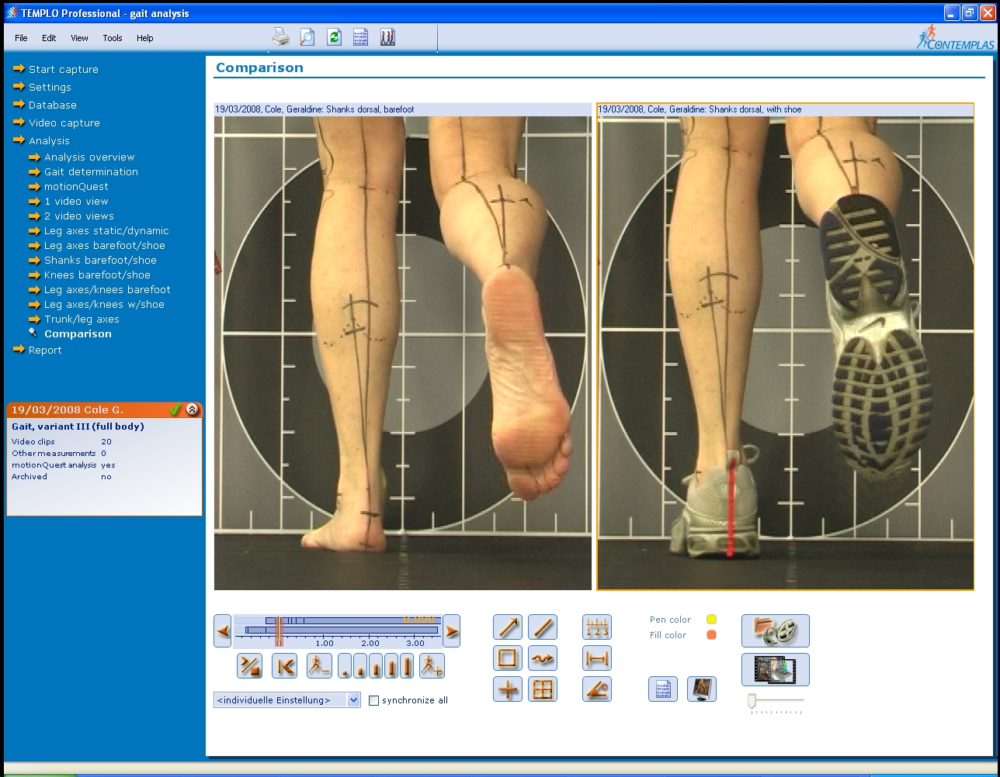 TEMPLO Professional - gait analysis
File Edit View Tools Help
CONTEMPLAS
Start capture
Settings
Database
Video capture
Analysis
Analysis overview
Gait determination
motionQuest
1 video view
2 video views
Leg axes static/dynamic
Leg axes barefoot/shoe
Shanks barefoot/shoe
Knees barefoot/shoe
Leg axes/knees barefoot
Leg axes/knees w/shoe
Trunk/leg axes
Comparison
Report
19/03/2008 Cole G.
Gait, variant III (full body)
Video clips 20
Other measurements 0
motionQuest analysis yes
Archived no
Comparison
19/03/2008, Cole, Geraldine: Shanks dorsal, barefoot
19/03/2008, Cole, Geraldine: Shanks dorsal, with shoe
0 1.00 2.00 3.00
<individuelle Einstellung>
synchronize all
1 2 3
Pen color
Fill color